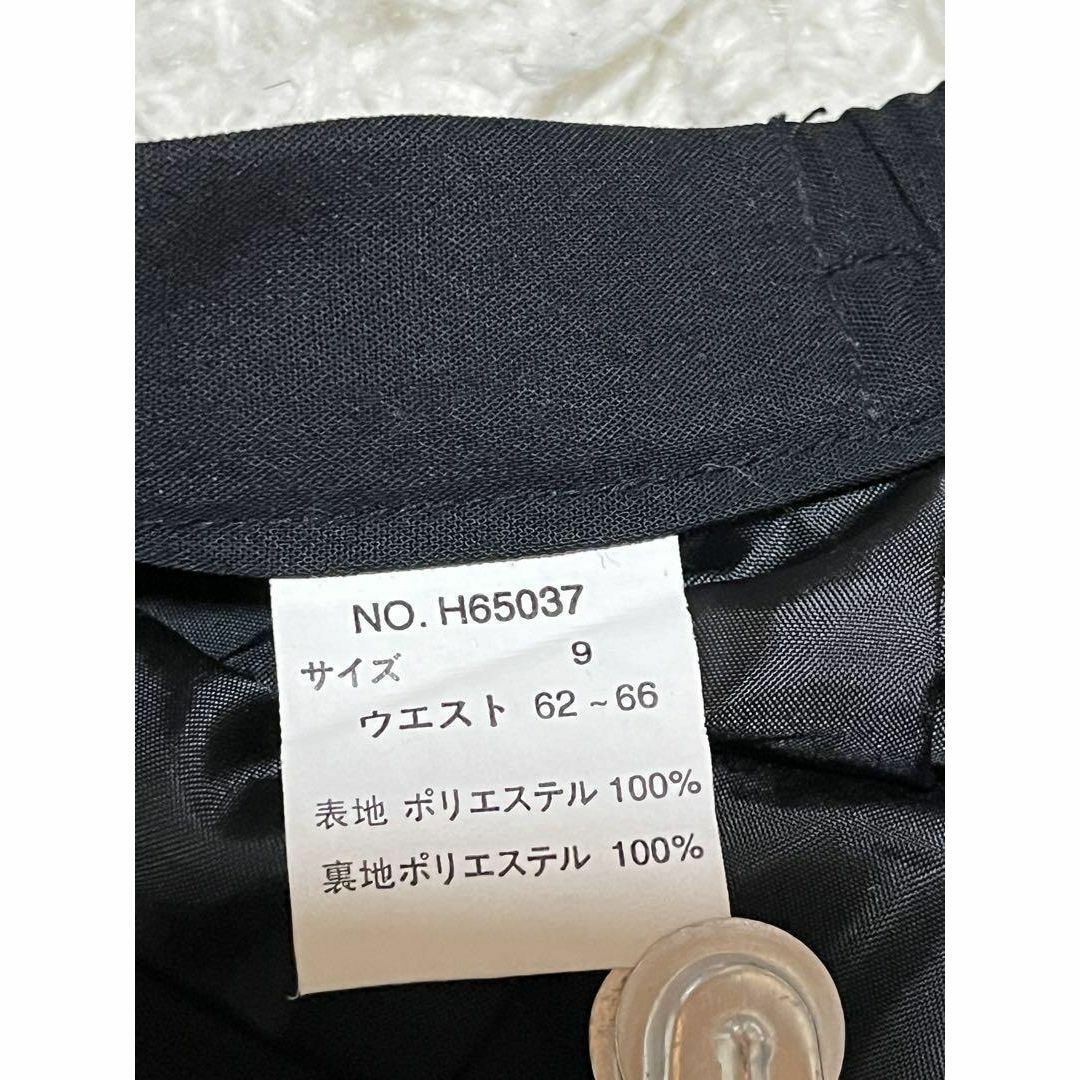 NO. H65037
サイズ 9
ウエスト 62~66
表地 ポリエステル 100%
裏地ポリエステル 100%